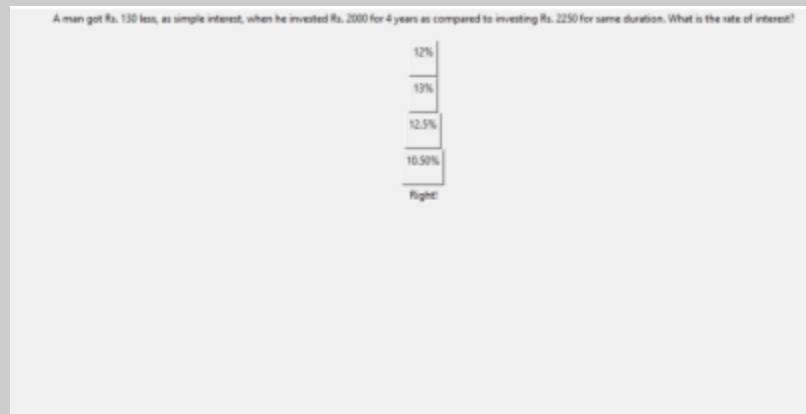 A man got Rs. 130 less, as simple interest, when he invested Rs. 2000 for 4 years as compared to investing Rs. 2250 for same duration. What is the rate of interest?
12%
13%
12.5%
10.50%
Right!